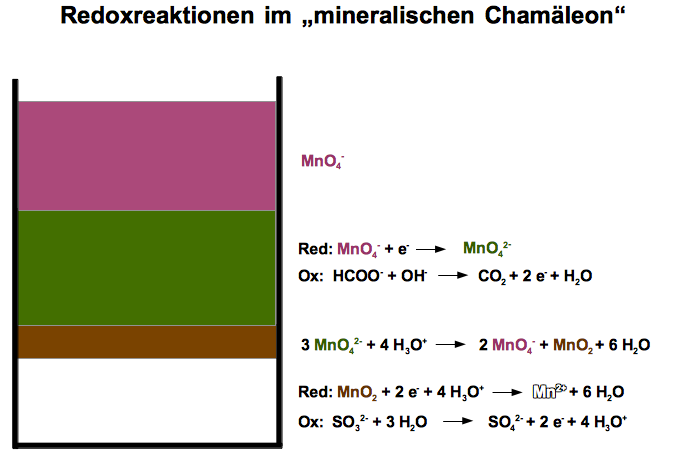 Redoxreaktionen im „mineralischen Chamäleon“
MnO₄⁻
Red: MnO₄⁻ + e⁻ → MnO₄²⁻
Ox: HCOO⁻ + OH⁻ → CO₂ + 2 e⁻ + H₂O
3 MnO₄²⁻ + 4 H₃O⁺ → 2 MnO₄⁻ + MnO₂ + 6 H₂O
Red: MnO₂ + 2 e⁻ + 4 H₃O⁺ → Mn²⁺ + 6 H₂O
Ox: SO₃²⁻ + 3 H₂O → SO₄²⁻ + 2 e⁻ + 4 H₃O⁺